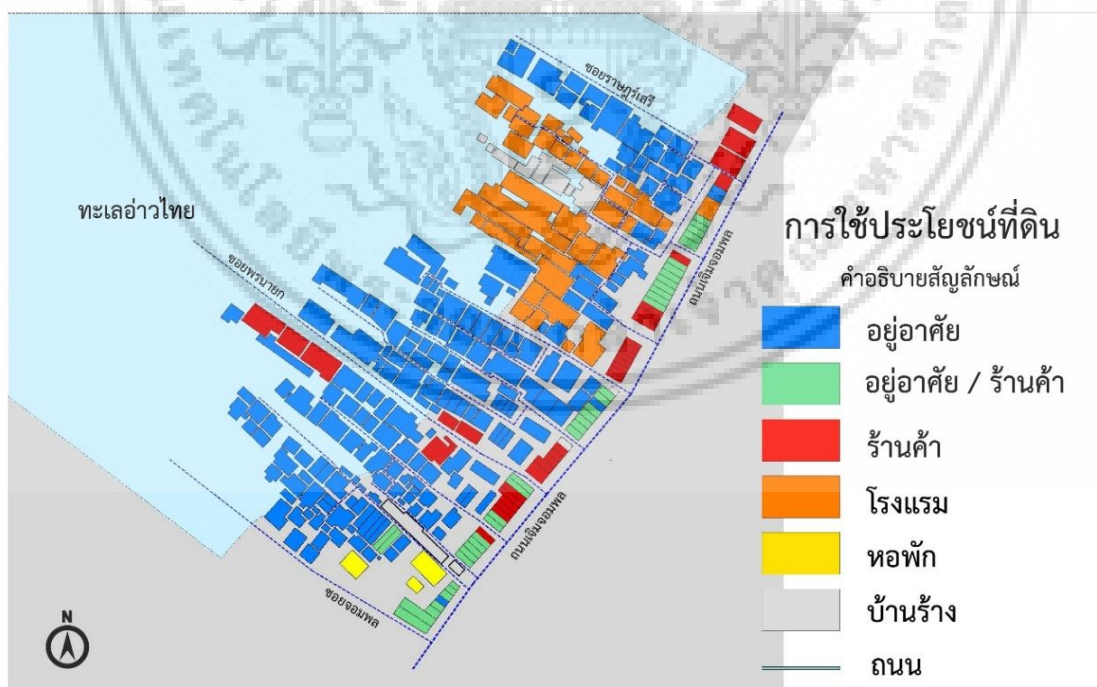 ซอยราษฎร์เสรี
ทะเลอ่าวไทย
ซอยพรนายก
ถนนเจิมจอมพล
ถนนเจิมจอมพล
ซอยจอมพล
N
การใช้ประโยชน์ที่ดิน
คำอธิบายสัญลักษณ์
อยู่อาศัย
อยู่อาศัย / ร้านค้า
ร้านค้า
โรงแรม
หอพัก
บ้านร้าง
ถนน